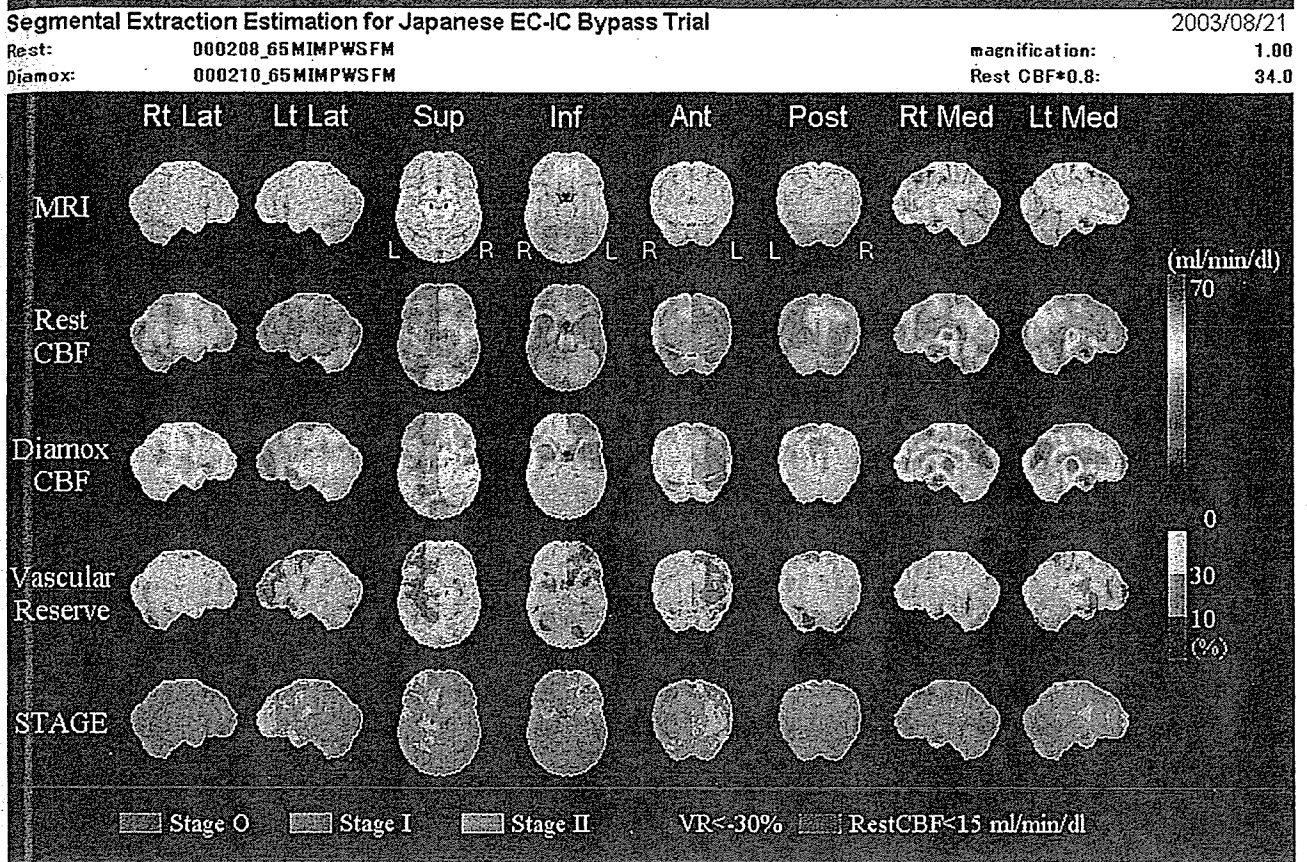 Segmental Extraction Estimation for Japanese EC-IC Bypass Trial 2003/08/21
Rest: 000208_65MIMPWSFM magnification: 1.00
Diamox: 000210_65MIMPWSFM Rest CBF*0.8: 34.0
Rt Lat Lt Lat Sup Inf Ant Post Rt Med Lt Med
MRI
L R R L R L L R
(ml/min/dl)
70
Rest
CBF
Diamox
CBF
0
Vascular
Reserve
30
10
(%)
STAGE
Stage 0 Stage I Stage II VR<-30% RestCBF<15 ml/min/dl